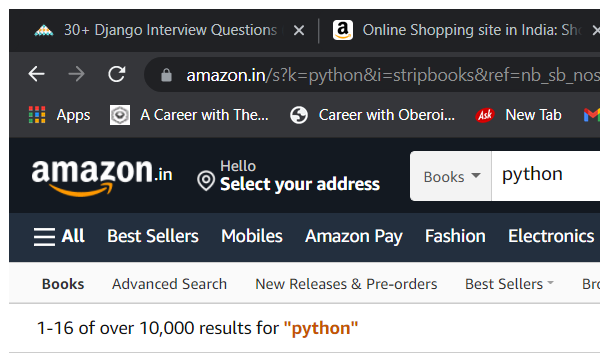 30+ Django Interview Questions
Online Shopping site in India: Sho
amazon.in/s?k=python&i=stripbooks&ref=nb_sb_nos
Apps A Career with The... Career with Oberoi... Ask New Tab
amazon.in
Hello
Select your address
Books python
All Best Sellers Mobiles Amazon Pay Fashion Electronics
Books Advanced Search New Releases & Pre-orders Best Sellers Bro
1-16 of over 10,000 results for "python"